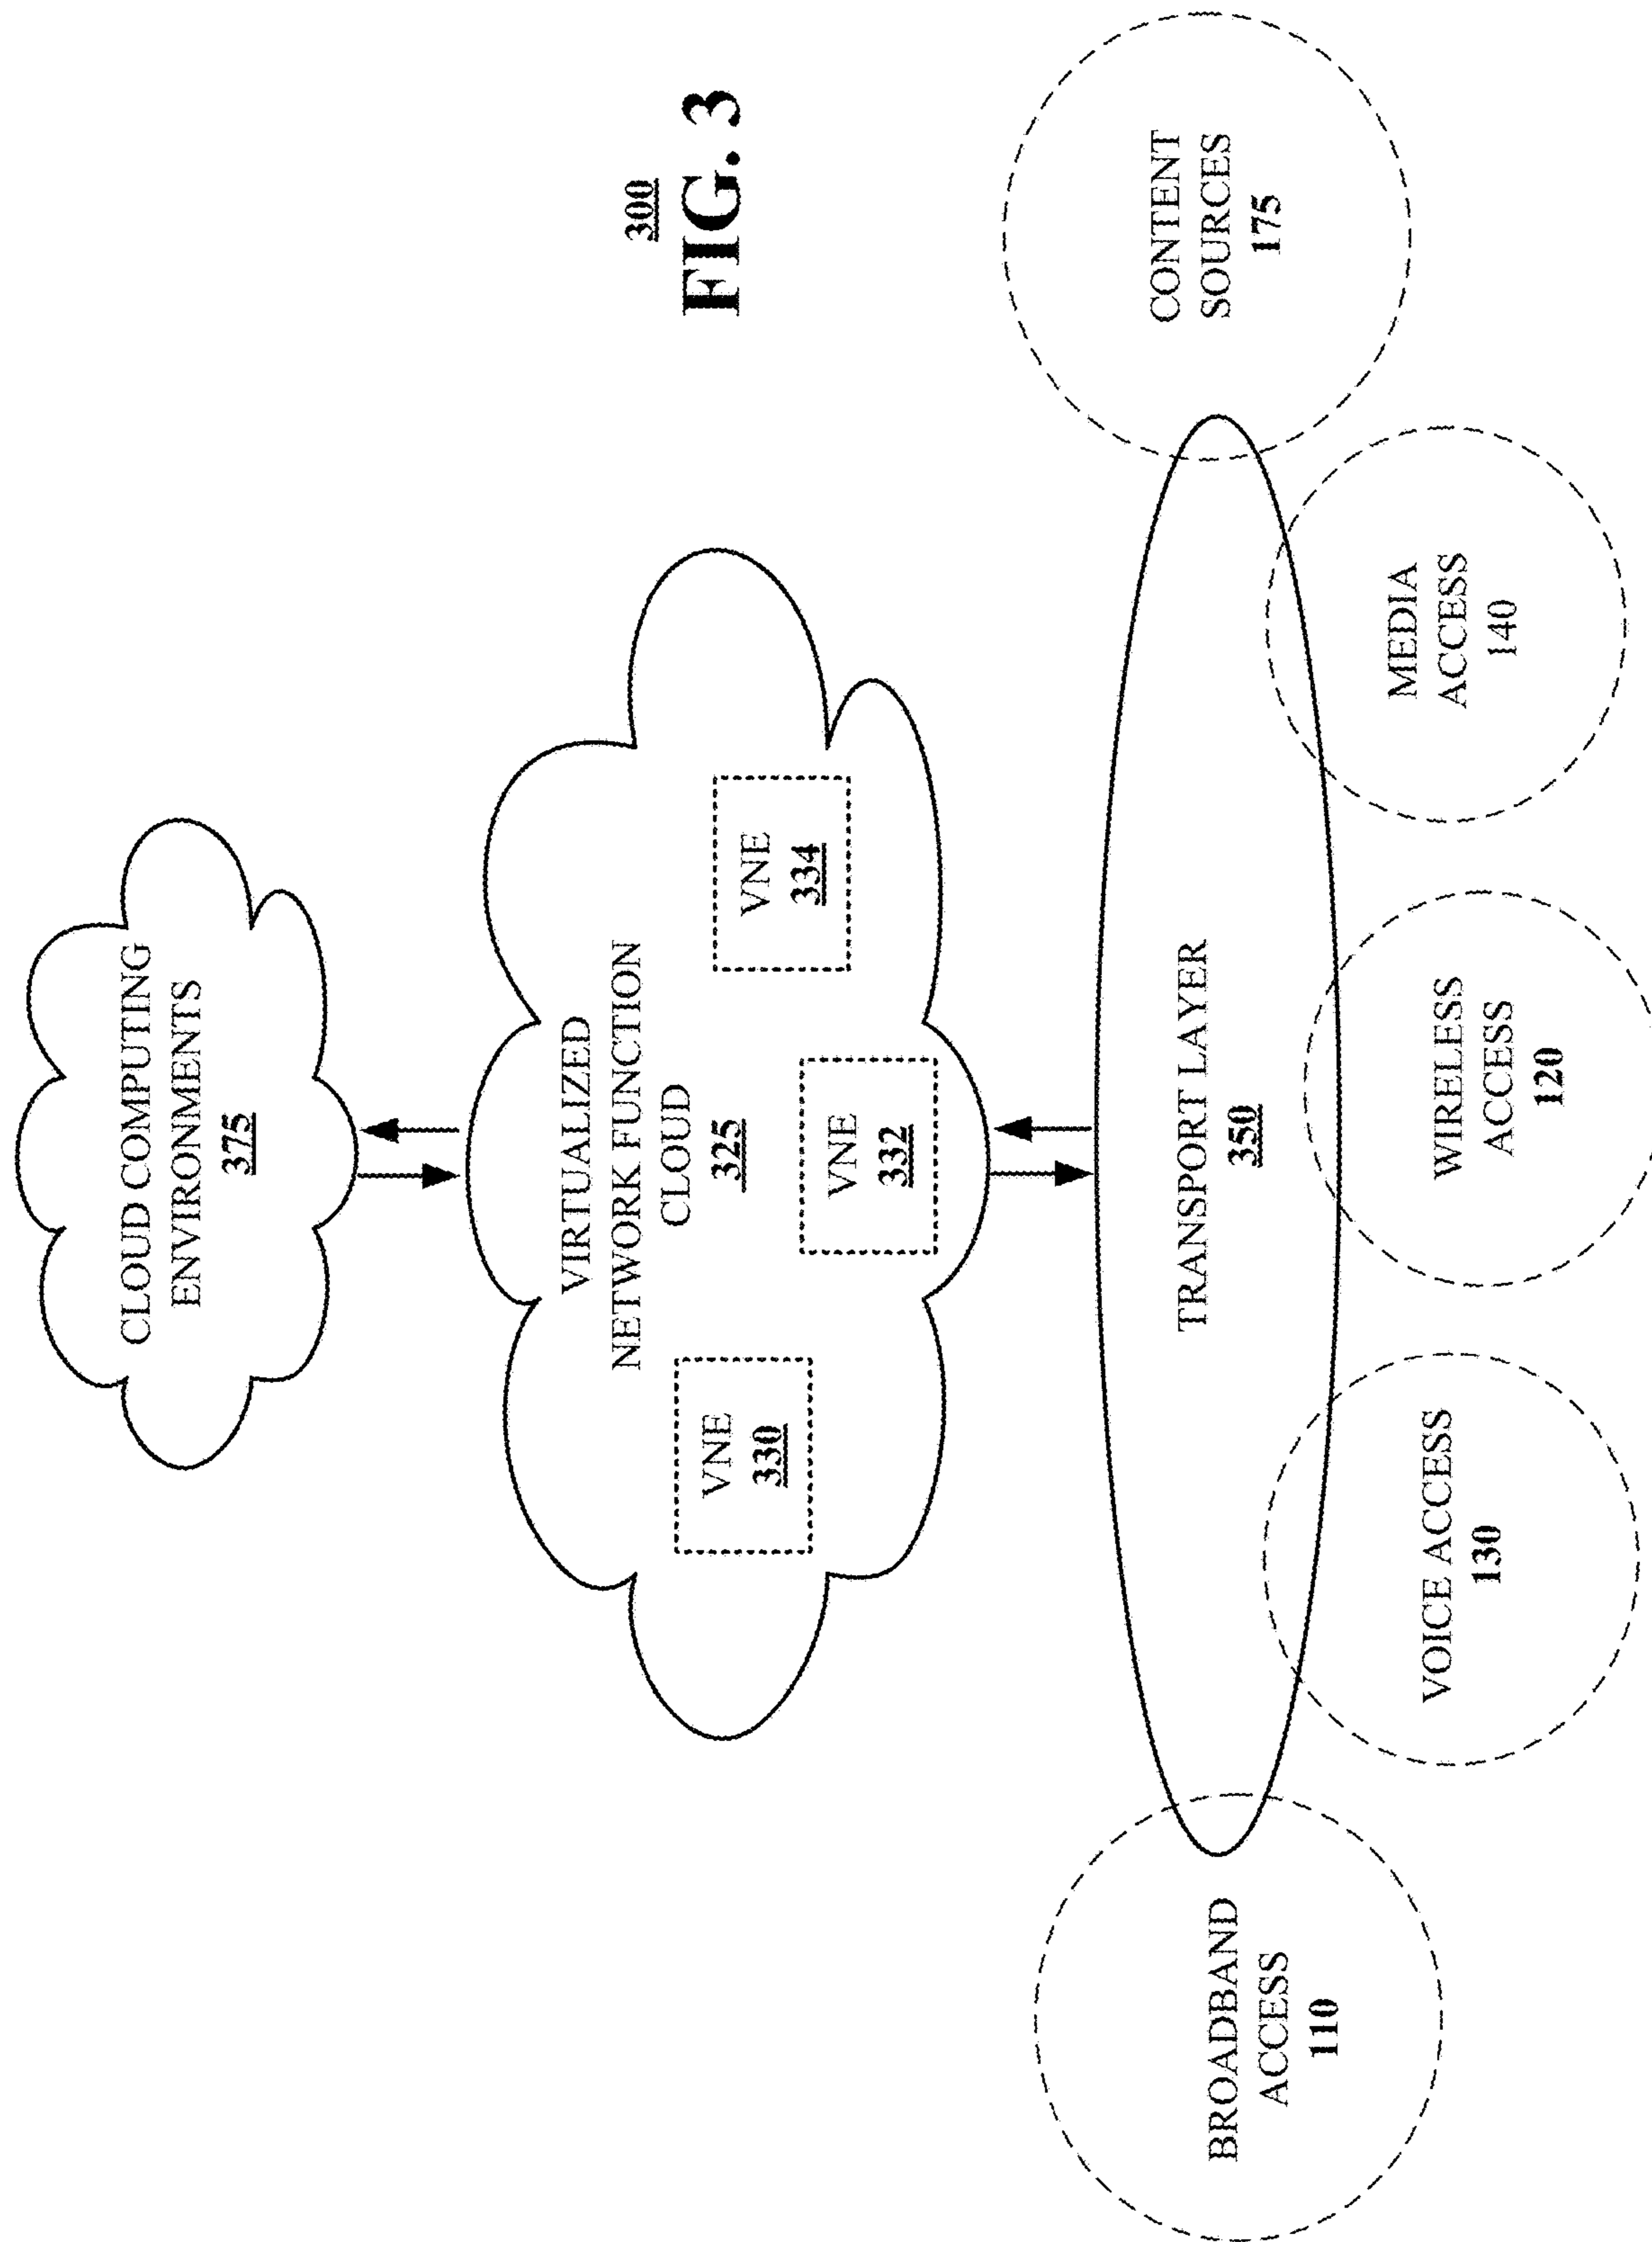 CLOUD COMPUTING
ENVIRONMENTS
375
VIRTUALIZED
NETWORK FUNCTION
CLOUD
325
VNE
330
VNE
332
VNE
334
TRANSPORT LAYER
350
BROADBAND
ACCESS
110
VOICE ACCESS
130
WIRELESS
ACCESS
120
MEDIA
ACCESS
140
CONTENT
SOURCES
175
300
FIG. 3